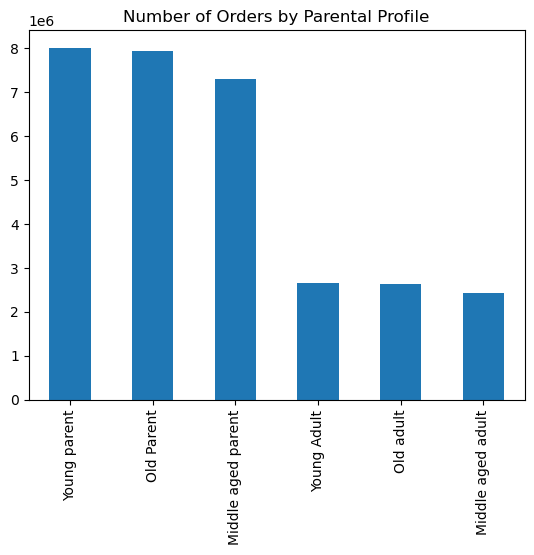 Number of Orders by Parental Profile
1e6
8
7
6
5
4
3
2
1
0
Young parent
Old Parent
Middle aged parent
Young Adult
Old adult
Middle aged adult